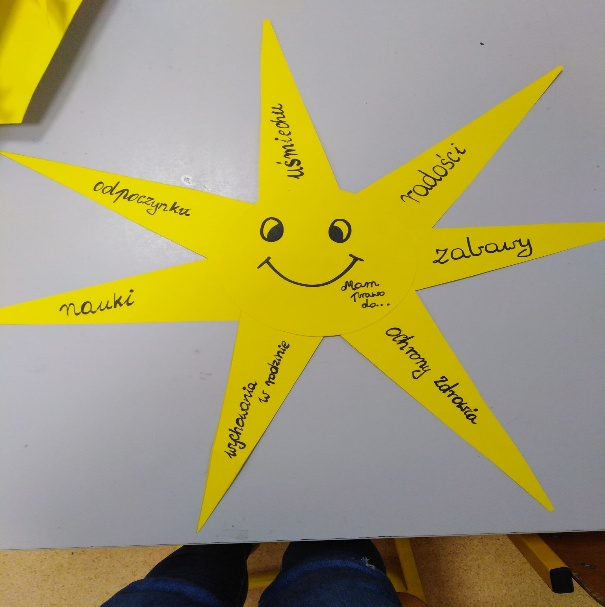 Mam
Prawo
do...
uśmiechu
radości
zabawy
ochrony zdrowia
wychowania
w rodzinie
nauki
odpoczynku